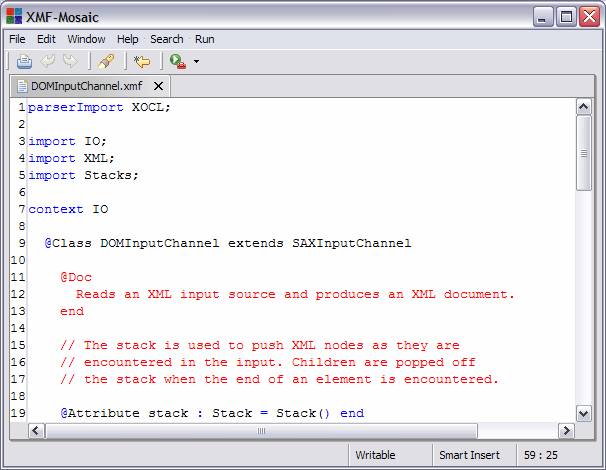 XMF-Mosaic
File Edit Window Help Search Run
DOMInputChannel.xmf
1 parserImport XOCL;
2
3 import IO;
4 import XML;
5 import Stacks;
6
7 context IO
8
9 @Class DOMInputChannel extends SAXInputChannel
10
11 @Doc
12 Reads an XML input source and produces an XML document.
13 end
14
15 // The stack is used to push XML nodes as they are
16 // encountered in the input. Children are popped off
17 // the stack when the end of an element is encountered.
18
19 @Attribute stack : Stack = Stack() end
Writable Smart Insert 59 : 25